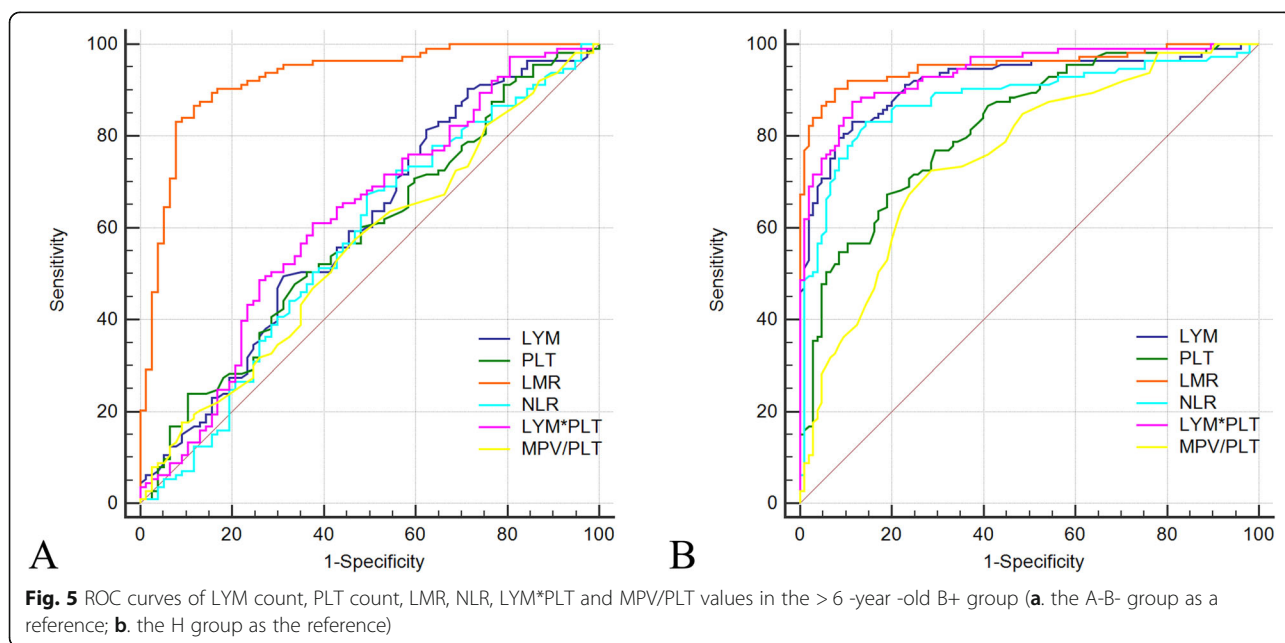 100
80
60
40
20
0
Sensitivity
LYM
PLT
LMR
NLR
LYM*PLT
MPV/PLT
0 20 40 60 80 100
1-Specificity
A
100
80
60
40
20
0
Sensitivity
LYM
PLT
LMR
NLR
LYM*PLT
MPV/PLT
0 20 40 60 80 100
1-Specificity
B
Fig. 5 ROC curves of LYM count, PLT count, LMR, NLR, LYM*PLT and MPV/PLT values in the > 6 -year -old B+ group (a. the A-B- group as a
reference; b. the H group as the reference)